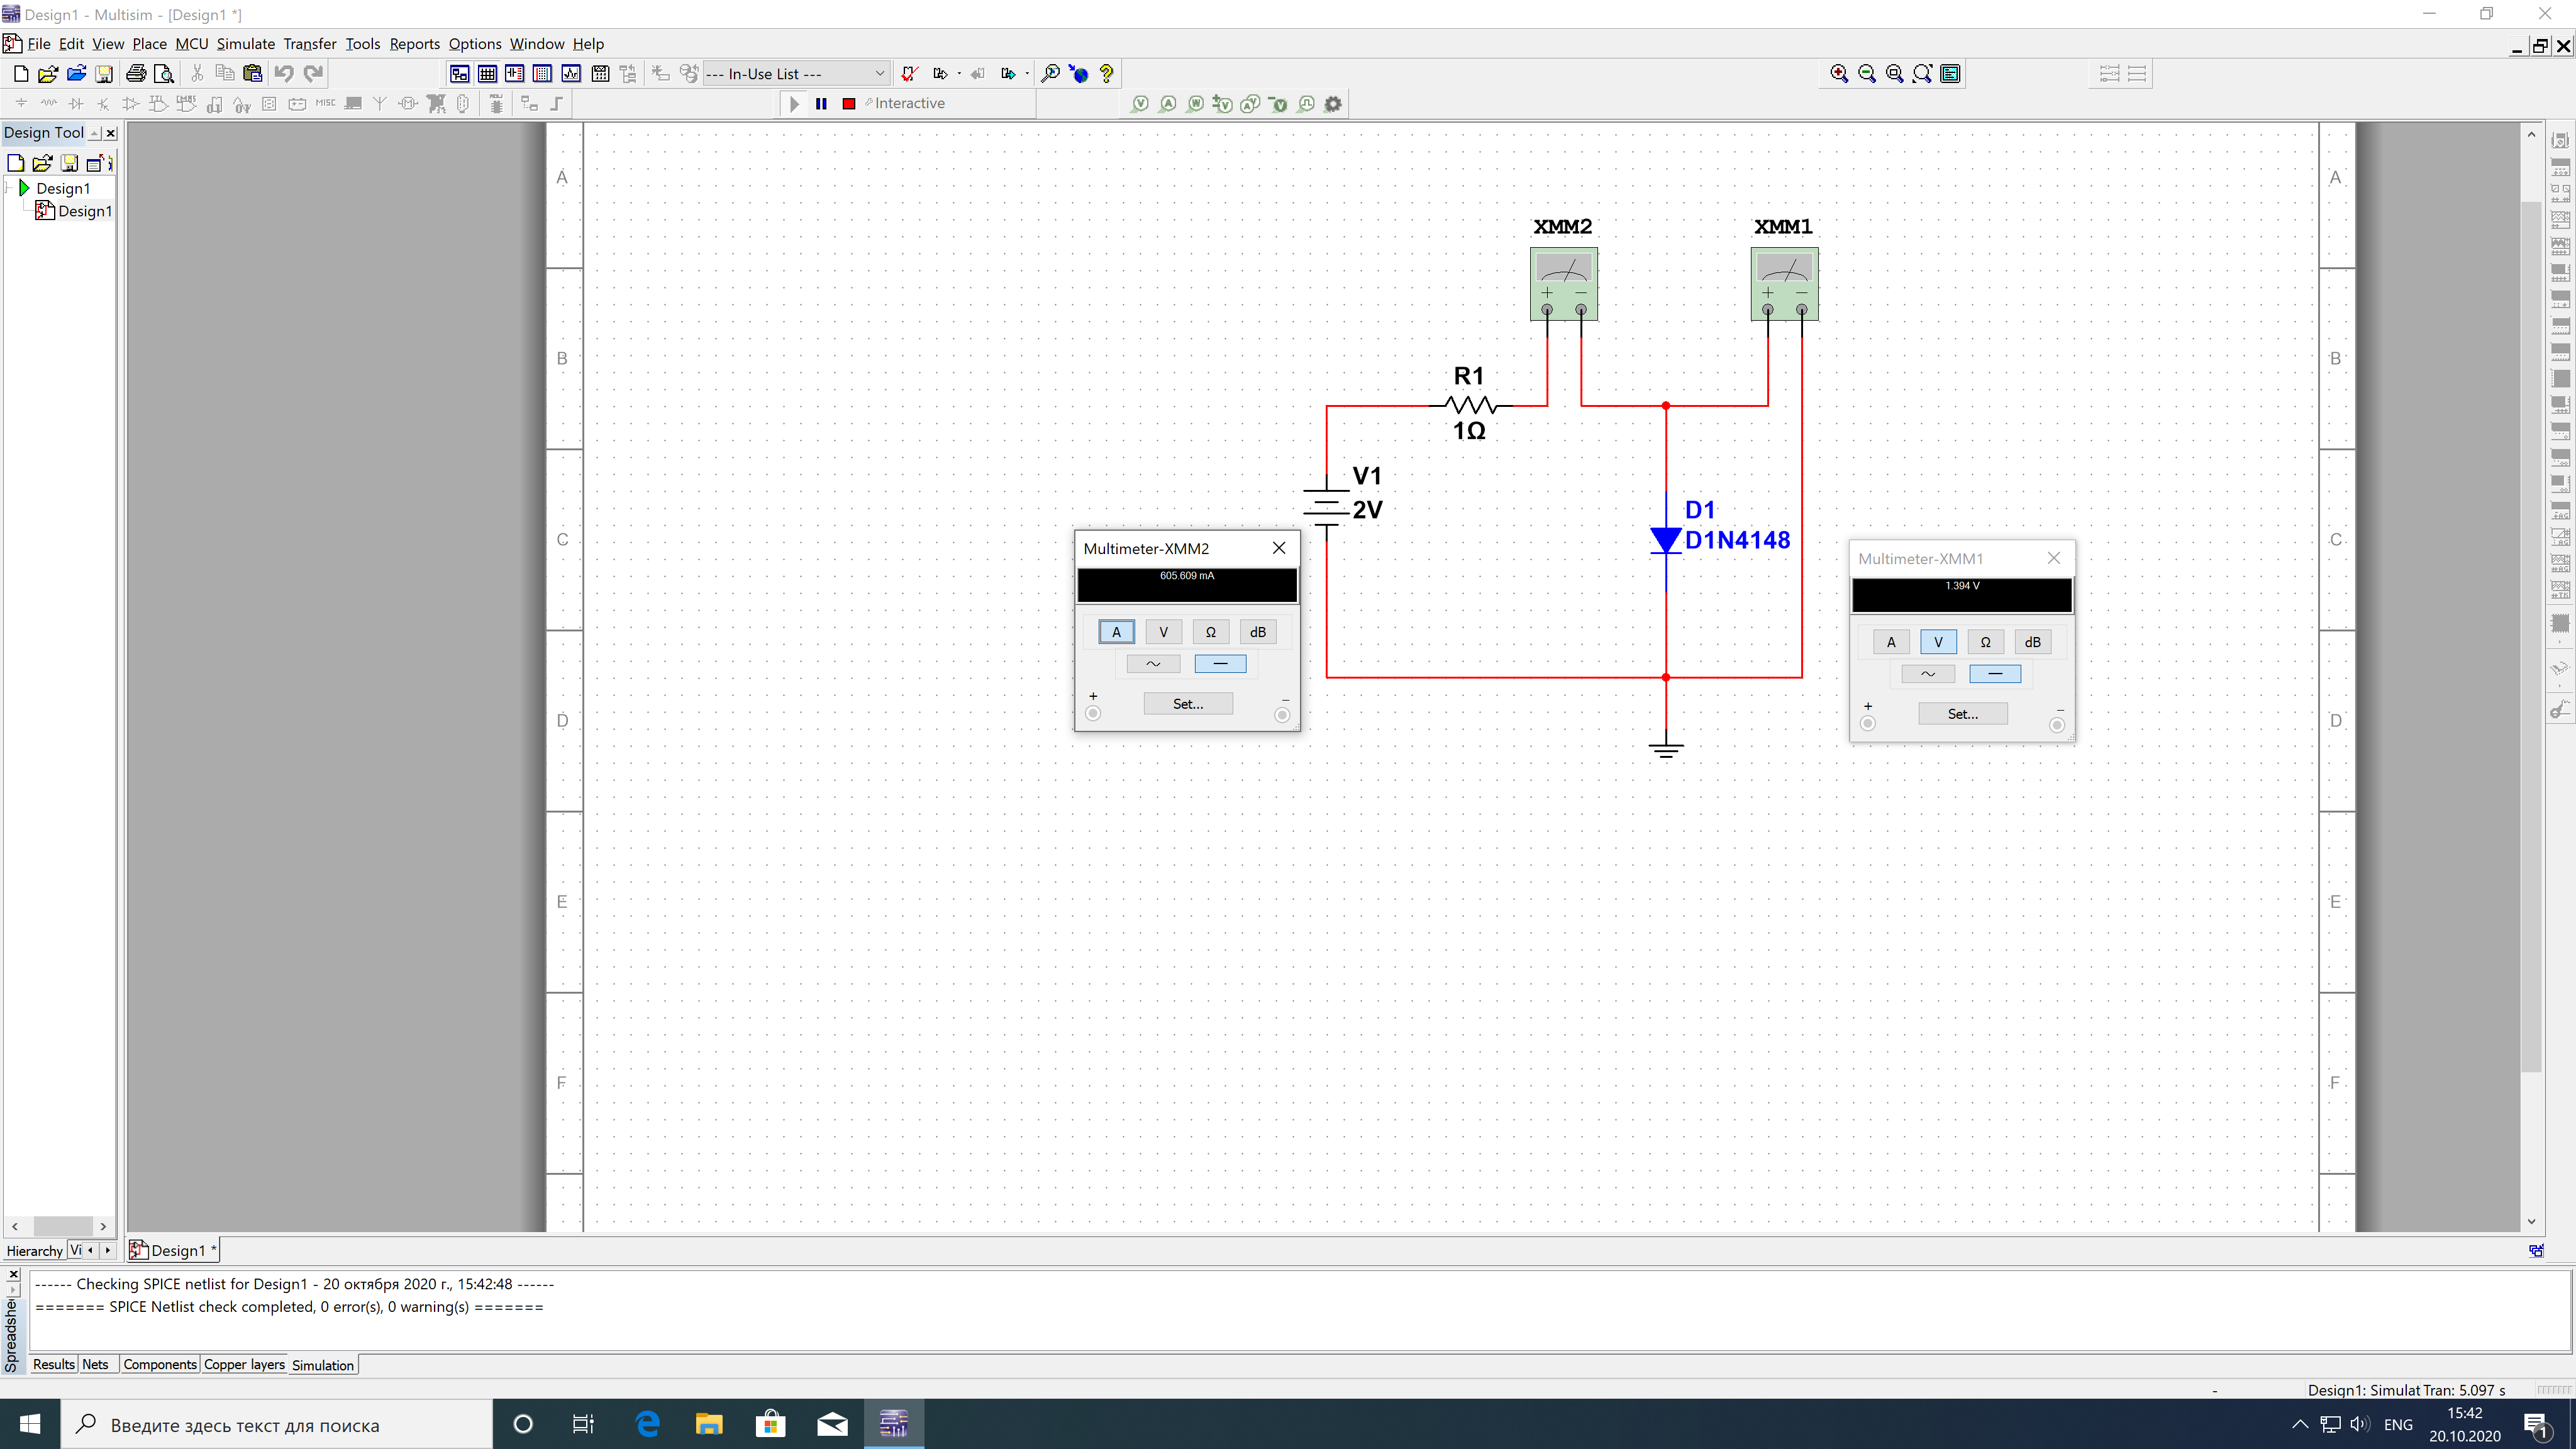 Design1 - Multisim - [Design1 *]
File Edit View Place MCU Simulate Transfer Tools Reports Options Window Help
--- In-Use List ---
Interactive
Design Tool
Design1
Design1
A
B
C
D
E
F
A
B
C
D
E
F
XMM2
XMM1
R1
1Ω
V1
2V
D1
D1N4148
Multimeter-XMM2
605.609 mA
A V Ω dB
Set...
Multimeter-XMM1
1.394 V
A V Ω dB
Set...
Hierarchy Vi
Design1 *
------ Checking SPICE netlist for Design1 - 20 октября 2020 г., 15:42:48 ------
======= SPICE Netlist check completed, 0 error(s), 0 warning(s) =======
Spreadshee
Results Nets Components Copper layers Simulation
- Design1: Simulat Tran: 5.097 s
Введите здесь текст для поиска
ENG
15:42
20.10.2020
1